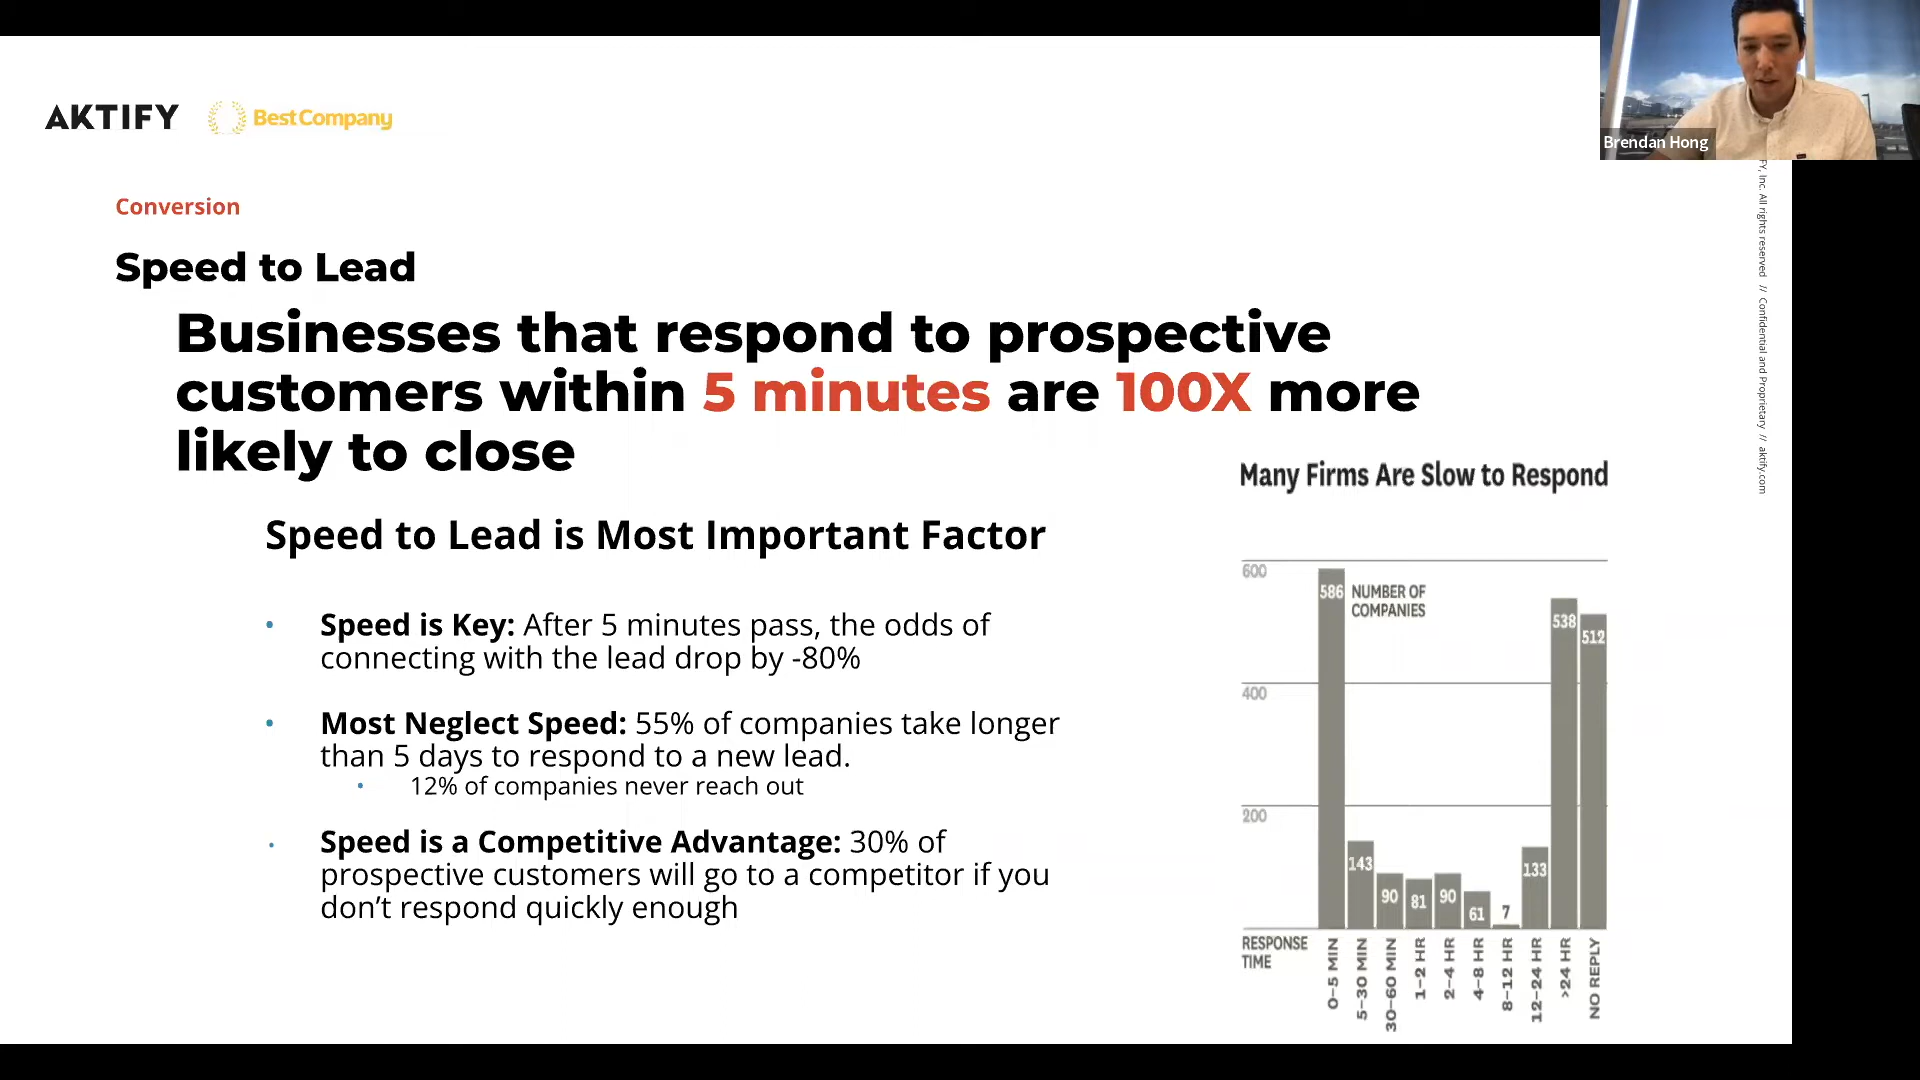 AKTIFY BestCompany
Brendan Hong
Conversion
Speed to Lead
Businesses that respond to prospective
customers within 5 minutes are 100X more
likely to close
Speed to Lead is Most Important Factor
• Speed is Key: After 5 minutes pass, the odds of
connecting with the lead drop by -80%
• Most Neglect Speed: 55% of companies take longer
than 5 days to respond to a new lead.
• 12% of companies never reach out
• Speed is a Competitive Advantage: 30% of
prospective customers will go to a competitor if you
don’t respond quickly enough
Many Firms Are Slow to Respond
600
586 NUMBER OF
COMPANIES
538
512
400
200
143
90
81
90
61
7
133
RESPONSE
TIME
0–5 MIN
5–30 MIN
30–60 MIN
1–2 HR
2–4 HR
4–8 HR
8–12 HR
12–24 HR
>24 HR
NO REPLY
FY, Inc. All rights reserved // Confidential and Proprietary // aktify.com